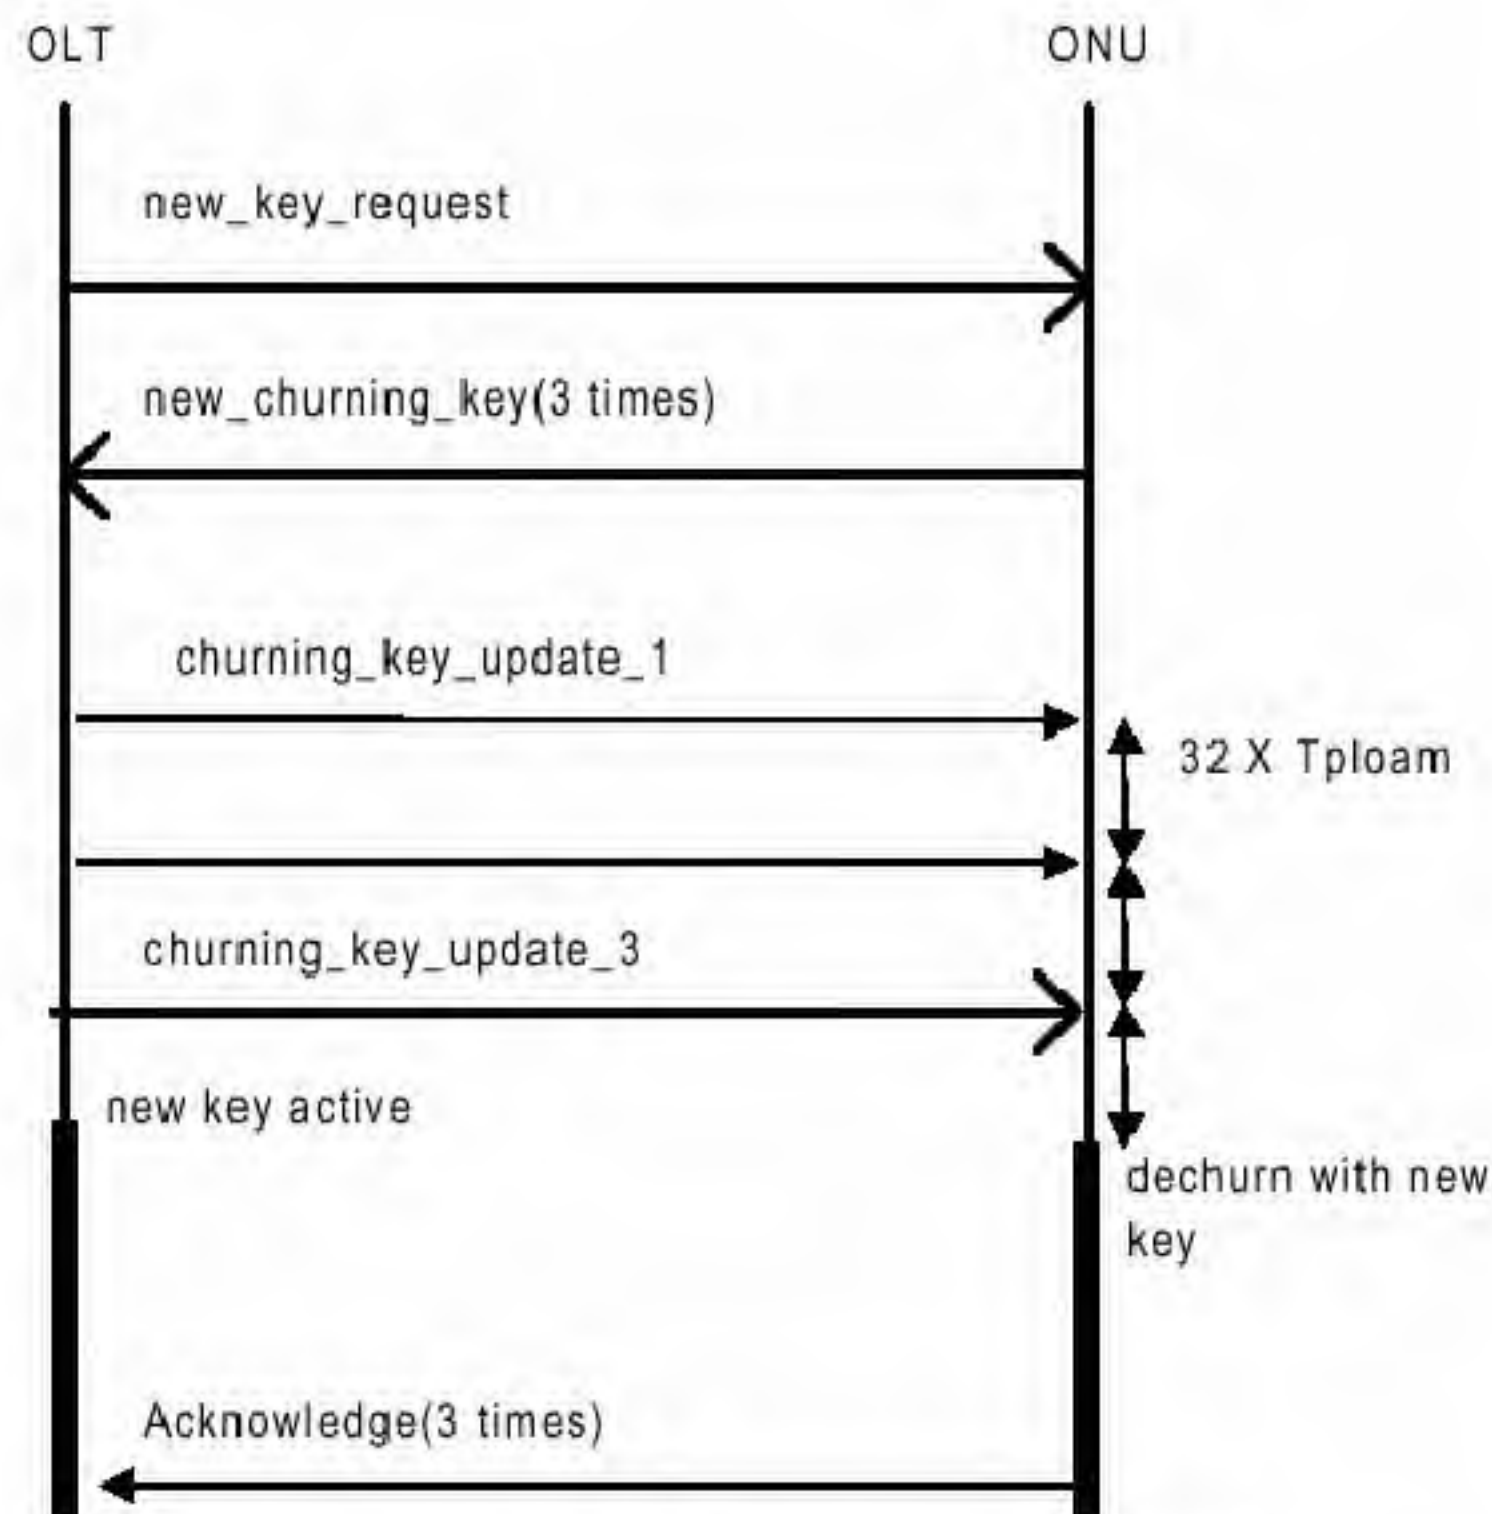 OLT
ONU
new_key_request
new_churning_key(3 times)
churning_key_update_1
32 X Tploam
churning_key_update_3
new key active
dechurn with new
key
Acknowledge(3 times)